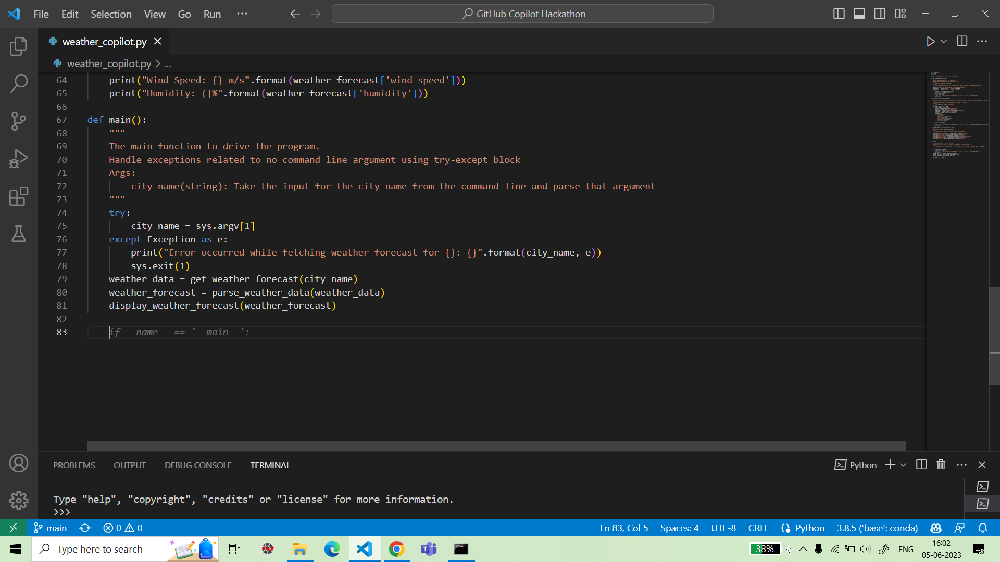 File Edit Selection View Go Run ...
GitHub Copilot Hackathon
weather_copilot.py
weather_copilot.py > ...
64 print("Wind Speed: {} m/s".format(weather_forecast['wind_speed']))
65 print("Humidity: {}%".format(weather_forecast['humidity']))
66
67 def main():
68 """
69 The main function to drive the program.
70 Handle exceptions related to no command line argument using try-except block
71 Args:
72 city_name(string): Take the input for the city name from the command line and parse that argument
73 """
74 try:
75 city_name = sys.argv[1]
76 except Exception as e:
77 print("Error occurred while fetching weather forecast for {}: {}".format(city_name, e))
78 sys.exit(1)
79 weather_data = get_weather_forecast(city_name)
80 weather_forecast = parse_weather_data(weather_data)
81 display_weather_forecast(weather_forecast)
82
83 if __name__ == '__main__':
PROBLEMS OUTPUT DEBUG CONSOLE TERMINAL Python
Type "help", "copyright", "credits" or "license" for more information.
>>>
main 0 0 Ln 83, Col 5 Spaces: 4 UTF-8 CRLF Python 3.8.5 ('base': conda)
Type here to search 38% ENG 16:02
05-06-2023